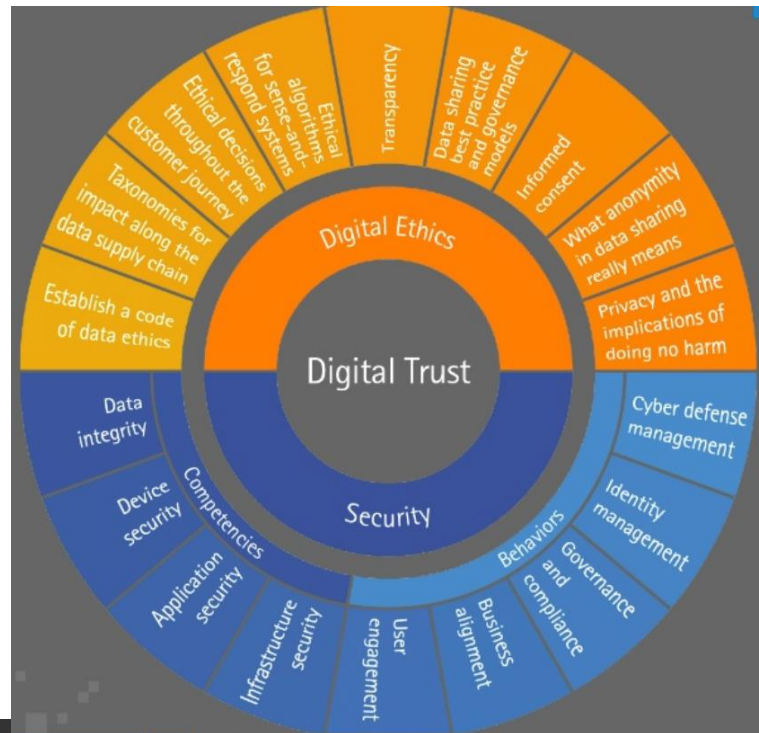 Establish a code
of data ethics
Taxonomies for
impact along the
data supply chain
Ethical decisions
throughout the
customer journey
Ethical
algorithms
for sense-and-
respond systems
Transparency
Data sharing
best practice
and governance
models
Informed
consent
What anonymity
in data sharing
really means
Privacy and the
implications of
doing no harm
Digital Ethics
Digital Trust
Security
Competencies
Behaviors
Data
integrity
Device
security
Application
security
Infrastructure
security
User
engagement
Business
alignment
Governance
and
compliance
Identity
management
Cyber defense
management